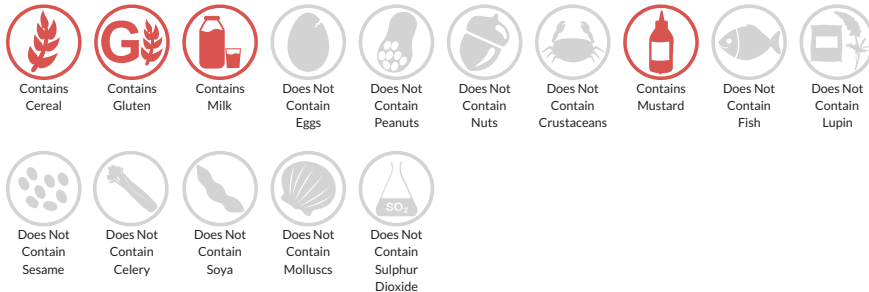 G
Contains
Cereal
Contains
Gluten
Contains
Milk
Does Not
Contain
Eggs
Does Not
Contain
Peanuts
Does Not
Contain
Nuts
Does Not
Contain
Crustaceans
Contains
Mustard
Does Not
Contain
Fish
Does Not
Contain
Lupin
SO₂
Does Not
Contain
Sesame
Does Not
Contain
Celery
Does Not
Contain
Soya
Does Not
Contain
Molluscs
Does Not
Contain
Sulphur
Dioxide